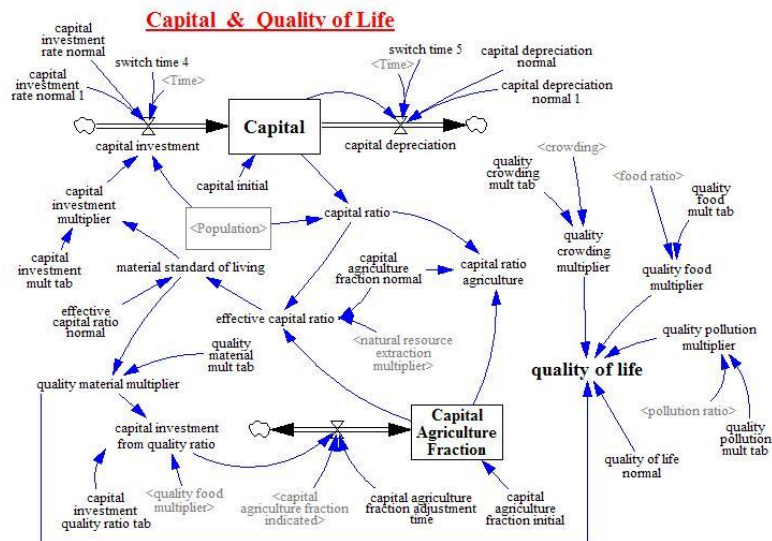 Capital & Quality of Life
capital
investment
rate normal
switch time 4
<Time>
capital
investment
rate normal 1
switch time 5
<Time>
capital depreciation
normal
capital depreciation
normal 1
Capital
capital investment
capital depreciation
capital initial
<crowding>
quality
crowding
mult tab
<food ratio>
quality
food
mult tab
capital
investment
multiplier
<Population>
capital ratio
quality
crowding
multiplier
capital
investment
mult tab
material standard of living
capital
agriculture
fraction normal
capital ratio
agriculture
quality food
multiplier
effective
capital ratio
normal
effective capital ratio
<natural resource
extraction
multiplier>
quality pollution
multiplier
quality
material
mult tab
quality material multiplier
quality of life
<pollution ratio>
capital investment
from quality ratio
Capital
Agriculture
Fraction
quality
pollution
mult tab
quality of life
normal
capital
investment
quality ratio tab
<quality food
multiplier>
<capital
agriculture fraction
indicated>
capital agriculture
fraction adjustment
time
capital
agriculture
fraction initial